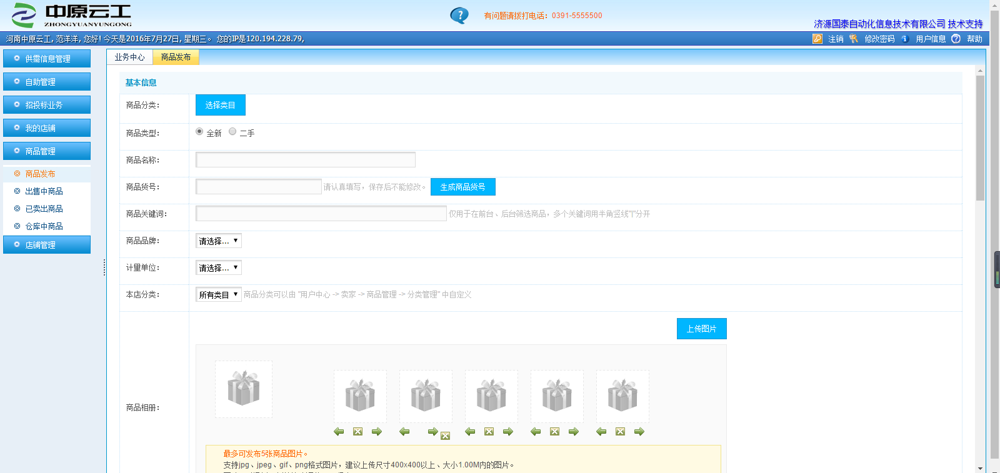 中原云工
ZHONGYUANYUNGONG
有问题请拨打电话：0391-5555500
济源国泰自动化信息技术有限公司 技术支持
河南中原云工, 范洋洋, 您好! 今天是2016年7月27日, 星期三。 您的IP是120.194.228.79,
注销 修改密码 用户信息 帮助
供需信息管理
自助管理
招投标业务
我的店铺
商品管理
商品发布
出售中商品
已卖出商品
仓库中商品
店铺管理
业务中心 商品发布
基本信息
商品分类： 选择类目
商品类型： 全新 二手
商品名称：
商品货号： 请认真填写，保存后不能修改。 生成商品货号
商品关键词： 仅用于在前台、后台筛选商品，多个关键词用半角竖线"|"分开
商品品牌： 请选择...
计量单位： 请选择...
本店分类： 所有类目 商品分类可以由 "用户中心 -> 卖家 -> 商品管理 -> 分类管理" 中自定义
上传图片
商品相册：
最多可发布5张商品图片。
支持jpg、jpeg、gif、png格式图片，建议上传尺寸400x400以上、大小1.00M内的图片。